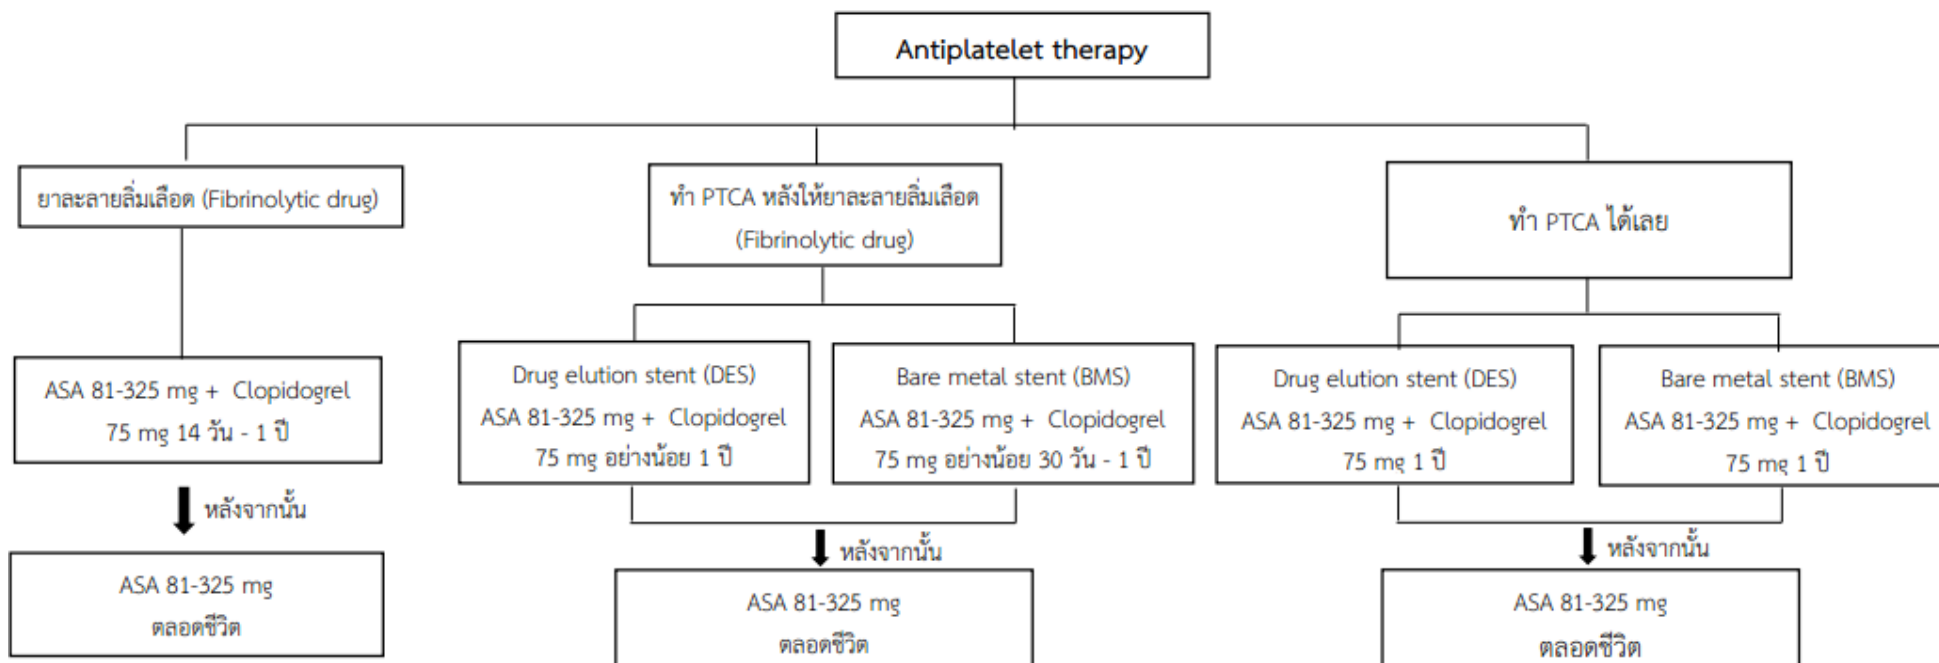 Antiplatelet therapy
ยาละลายลิ่มเลือด (Fibrinolytic drug)
ASA 81-325 mg + Clopidogrel
75 mg 14 วัน - 1 ปี
หลังจากนั้น
ASA 81-325 mg
ตลอดชีวิต
ทำ PTCA หลังให้ยาละลายลิ่มเลือด
(Fibrinolytic drug)
Drug elution stent (DES)
ASA 81-325 mg + Clopidogrel
75 mg อย่างน้อย 1 ปี
Bare metal stent (BMS)
ASA 81-325 mg + Clopidogrel
75 mg อย่างน้อย 30 วัน - 1 ปี
หลังจากนั้น
ASA 81-325 mg
ตลอดชีวิต
ทำ PTCA ได้เลย
Drug elution stent (DES)
ASA 81-325 mg + Clopidogrel
75 mg 1 ปี
Bare metal stent (BMS)
ASA 81-325 mg + Clopidogrel
75 mg 1 ปี
หลังจากนั้น
ASA 81-325 mg
ตลอดชีวิต